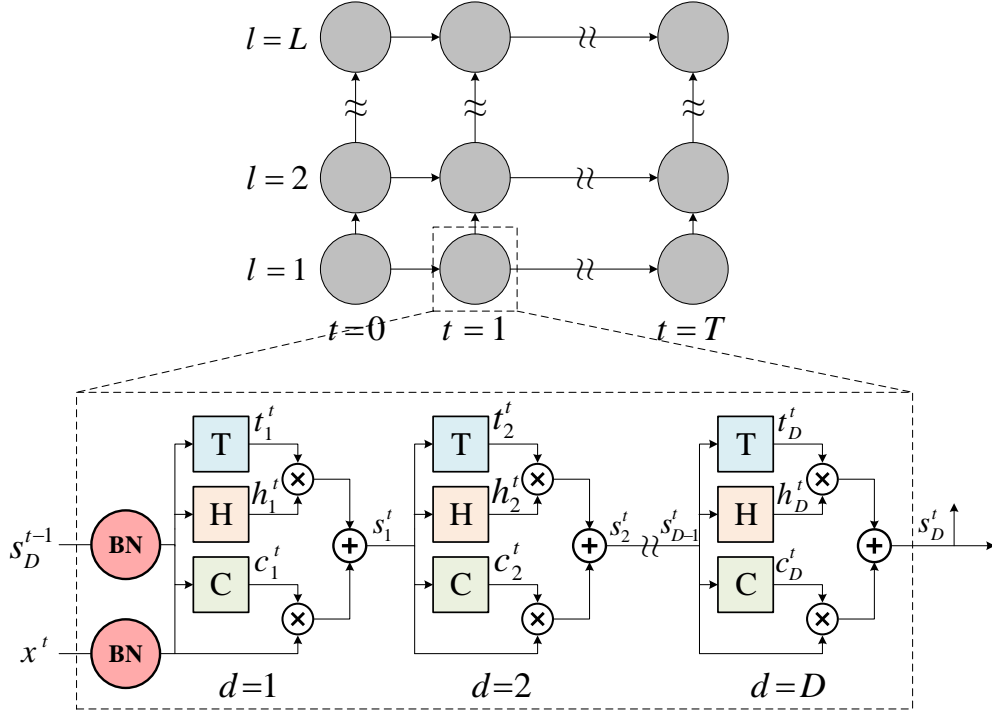 l = L
l = 2
l = 1
t = 0
t = 1
t = T
T
t_1^t
T
t_2^t
T
t_D^t
H
h_1^t
H
h_2^t
H
h_D^t
s_D^{t-1}
BN
s_1^t
s_2^t
s_{D-1}^t
s_D^t
C
c_1^t
C
c_2^t
C
c_D^t
x^t
BN
d = 1
d = 2
d = D